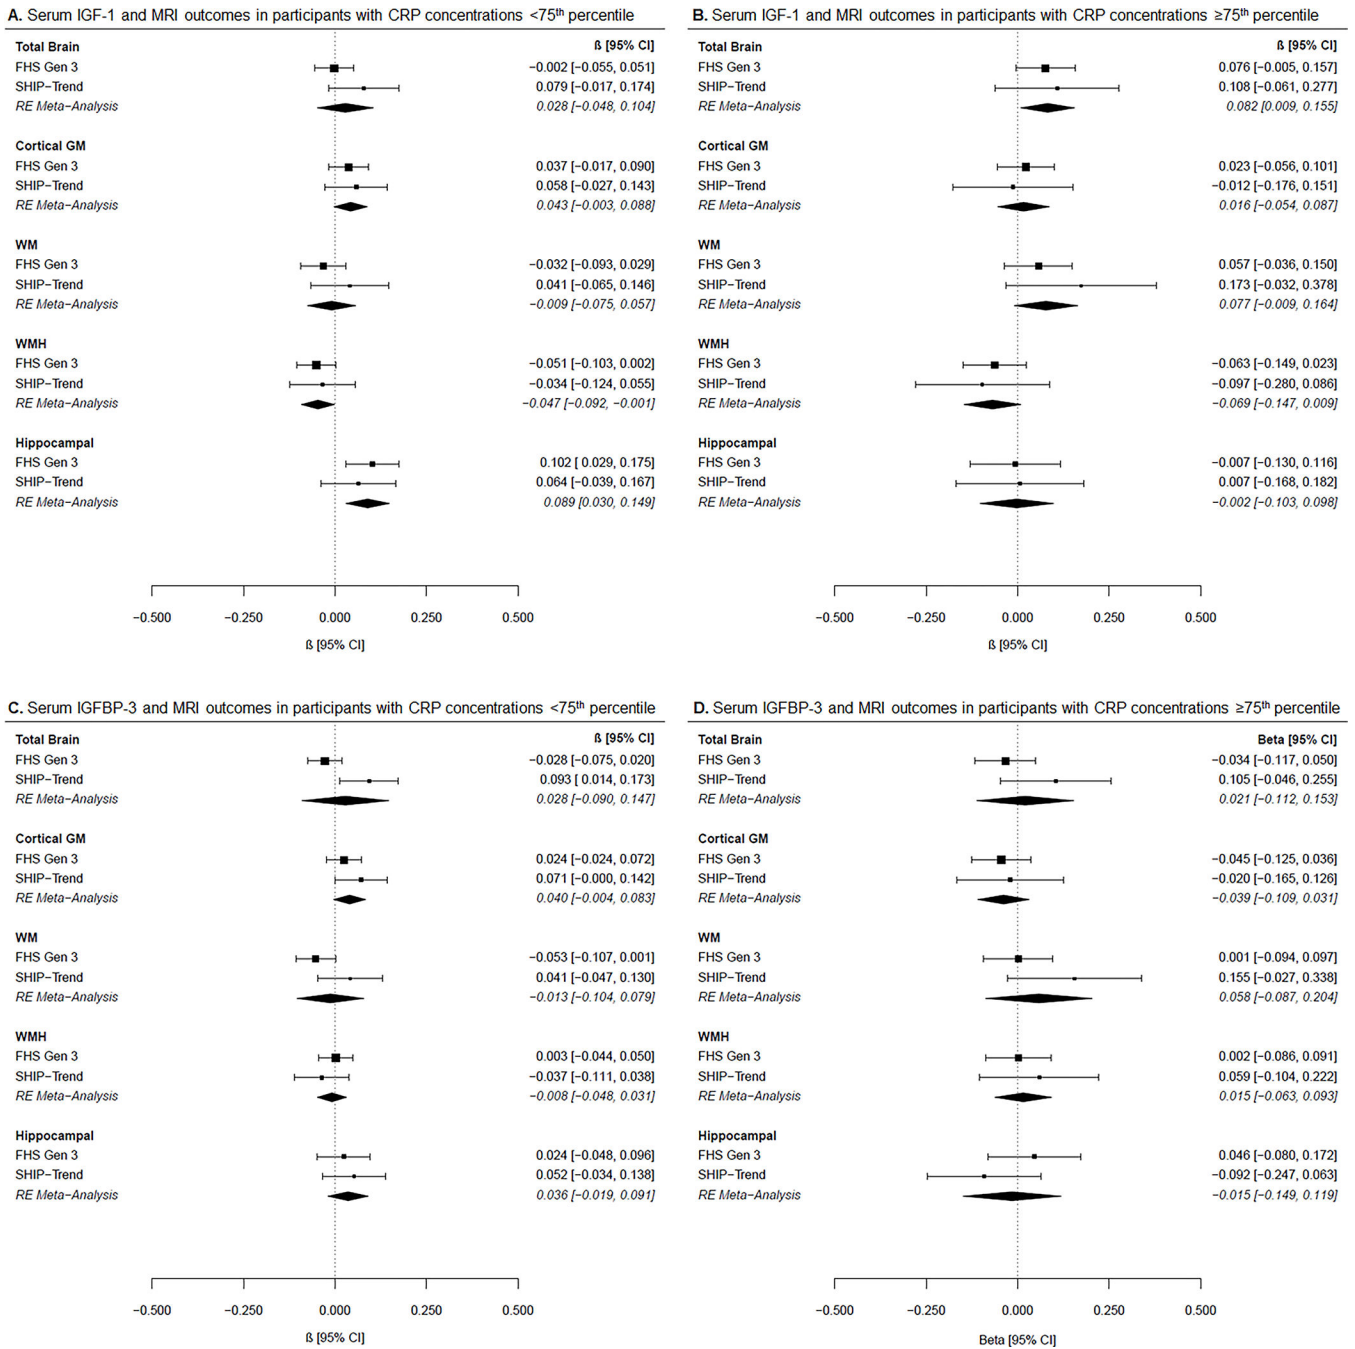 A. Serum IGF-1 and MRI outcomes in participants with CRP concentrations <75th percentile
Total Brain ß [95% CI]
FHS Gen 3 −0.002 [−0.055, 0.051]
SHIP−Trend 0.079 [−0.017, 0.174]
RE Meta−Analysis 0.028 [−0.048, 0.104]
Cortical GM
FHS Gen 3 0.037 [−0.017, 0.090]
SHIP−Trend 0.058 [−0.027, 0.143]
RE Meta−Analysis 0.043 [−0.003, 0.088]
WM
FHS Gen 3 −0.032 [−0.093, 0.029]
SHIP−Trend 0.041 [−0.065, 0.146]
RE Meta−Analysis −0.009 [−0.075, 0.057]
WMH
FHS Gen 3 −0.051 [−0.103, 0.002]
SHIP−Trend −0.034 [−0.124, 0.055]
RE Meta−Analysis −0.047 [−0.092, −0.001]
Hippocampal
FHS Gen 3 0.102 [ 0.029, 0.175]
SHIP−Trend 0.064 [−0.039, 0.167]
RE Meta−Analysis 0.089 [0.030, 0.149]
−0.500 −0.250 0.000 0.250 0.500
ß [95% CI]
B. Serum IGF-1 and MRI outcomes in participants with CRP concentrations ≥75th percentile
Total Brain ß [95% CI]
FHS Gen 3 0.076 [−0.005, 0.157]
SHIP−Trend 0.108 [−0.061, 0.277]
RE Meta−Analysis 0.082 [0.009, 0.155]
Cortical GM
FHS Gen 3 0.023 [−0.056, 0.101]
SHIP−Trend −0.012 [−0.176, 0.151]
RE Meta−Analysis 0.016 [−0.054, 0.087]
WM
FHS Gen 3 0.057 [−0.036, 0.150]
SHIP−Trend 0.173 [−0.032, 0.378]
RE Meta−Analysis 0.077 [−0.009, 0.164]
WMH
FHS Gen 3 −0.063 [−0.149, 0.023]
SHIP−Trend −0.097 [−0.280, 0.086]
RE Meta−Analysis −0.069 [−0.147, 0.009]
Hippocampal
FHS Gen 3 −0.007 [−0.130, 0.116]
SHIP−Trend 0.007 [−0.168, 0.182]
RE Meta−Analysis −0.002 [−0.103, 0.098]
−0.500 −0.250 0.000 0.250 0.500
ß [95% CI]
C. Serum IGFBP-3 and MRI outcomes in participants with CRP concentrations <75th percentile
Total Brain ß [95% CI]
FHS Gen 3 −0.028 [−0.075, 0.020]
SHIP−Trend 0.093 [ 0.014, 0.173]
RE Meta−Analysis 0.028 [−0.090, 0.147]
Cortical GM
FHS Gen 3 0.024 [−0.024, 0.072]
SHIP−Trend 0.071 [−0.000, 0.142]
RE Meta−Analysis 0.040 [−0.004, 0.083]
WM
FHS Gen 3 −0.053 [−0.107, 0.001]
SHIP−Trend 0.041 [−0.047, 0.130]
RE Meta−Analysis −0.013 [−0.104, 0.079]
WMH
FHS Gen 3 0.003 [−0.044, 0.050]
SHIP−Trend −0.037 [−0.111, 0.038]
RE Meta−Analysis −0.008 [−0.048, 0.031]
Hippocampal
FHS Gen 3 0.024 [−0.048, 0.096]
SHIP−Trend 0.052 [−0.034, 0.138]
RE Meta−Analysis 0.036 [−0.019, 0.091]
−0.500 −0.250 0.000 0.250 0.500
ß [95% CI]
D. Serum IGFBP-3 and MRI outcomes in participants with CRP concentrations ≥75th percentile
Total Brain Beta [95% CI]
FHS Gen 3 −0.034 [−0.117, 0.050]
SHIP−Trend 0.105 [−0.046, 0.255]
RE Meta−Analysis 0.021 [−0.112, 0.153]
Cortical GM
FHS Gen 3 −0.045 [−0.125, 0.036]
SHIP−Trend −0.020 [−0.165, 0.126]
RE Meta−Analysis −0.039 [−0.109, 0.031]
WM
FHS Gen 3 0.001 [−0.094, 0.097]
SHIP−Trend 0.155 [−0.027, 0.338]
RE Meta−Analysis 0.058 [−0.087, 0.204]
WMH
FHS Gen 3 0.002 [−0.086, 0.091]
SHIP−Trend 0.059 [−0.104, 0.222]
RE Meta−Analysis 0.015 [−0.063, 0.093]
Hippocampal
FHS Gen 3 0.046 [−0.080, 0.172]
SHIP−Trend −0.092 [−0.247, 0.063]
RE Meta−Analysis −0.015 [−0.149, 0.119]
−0.500 −0.250 0.000 0.250 0.500
Beta [95% CI]